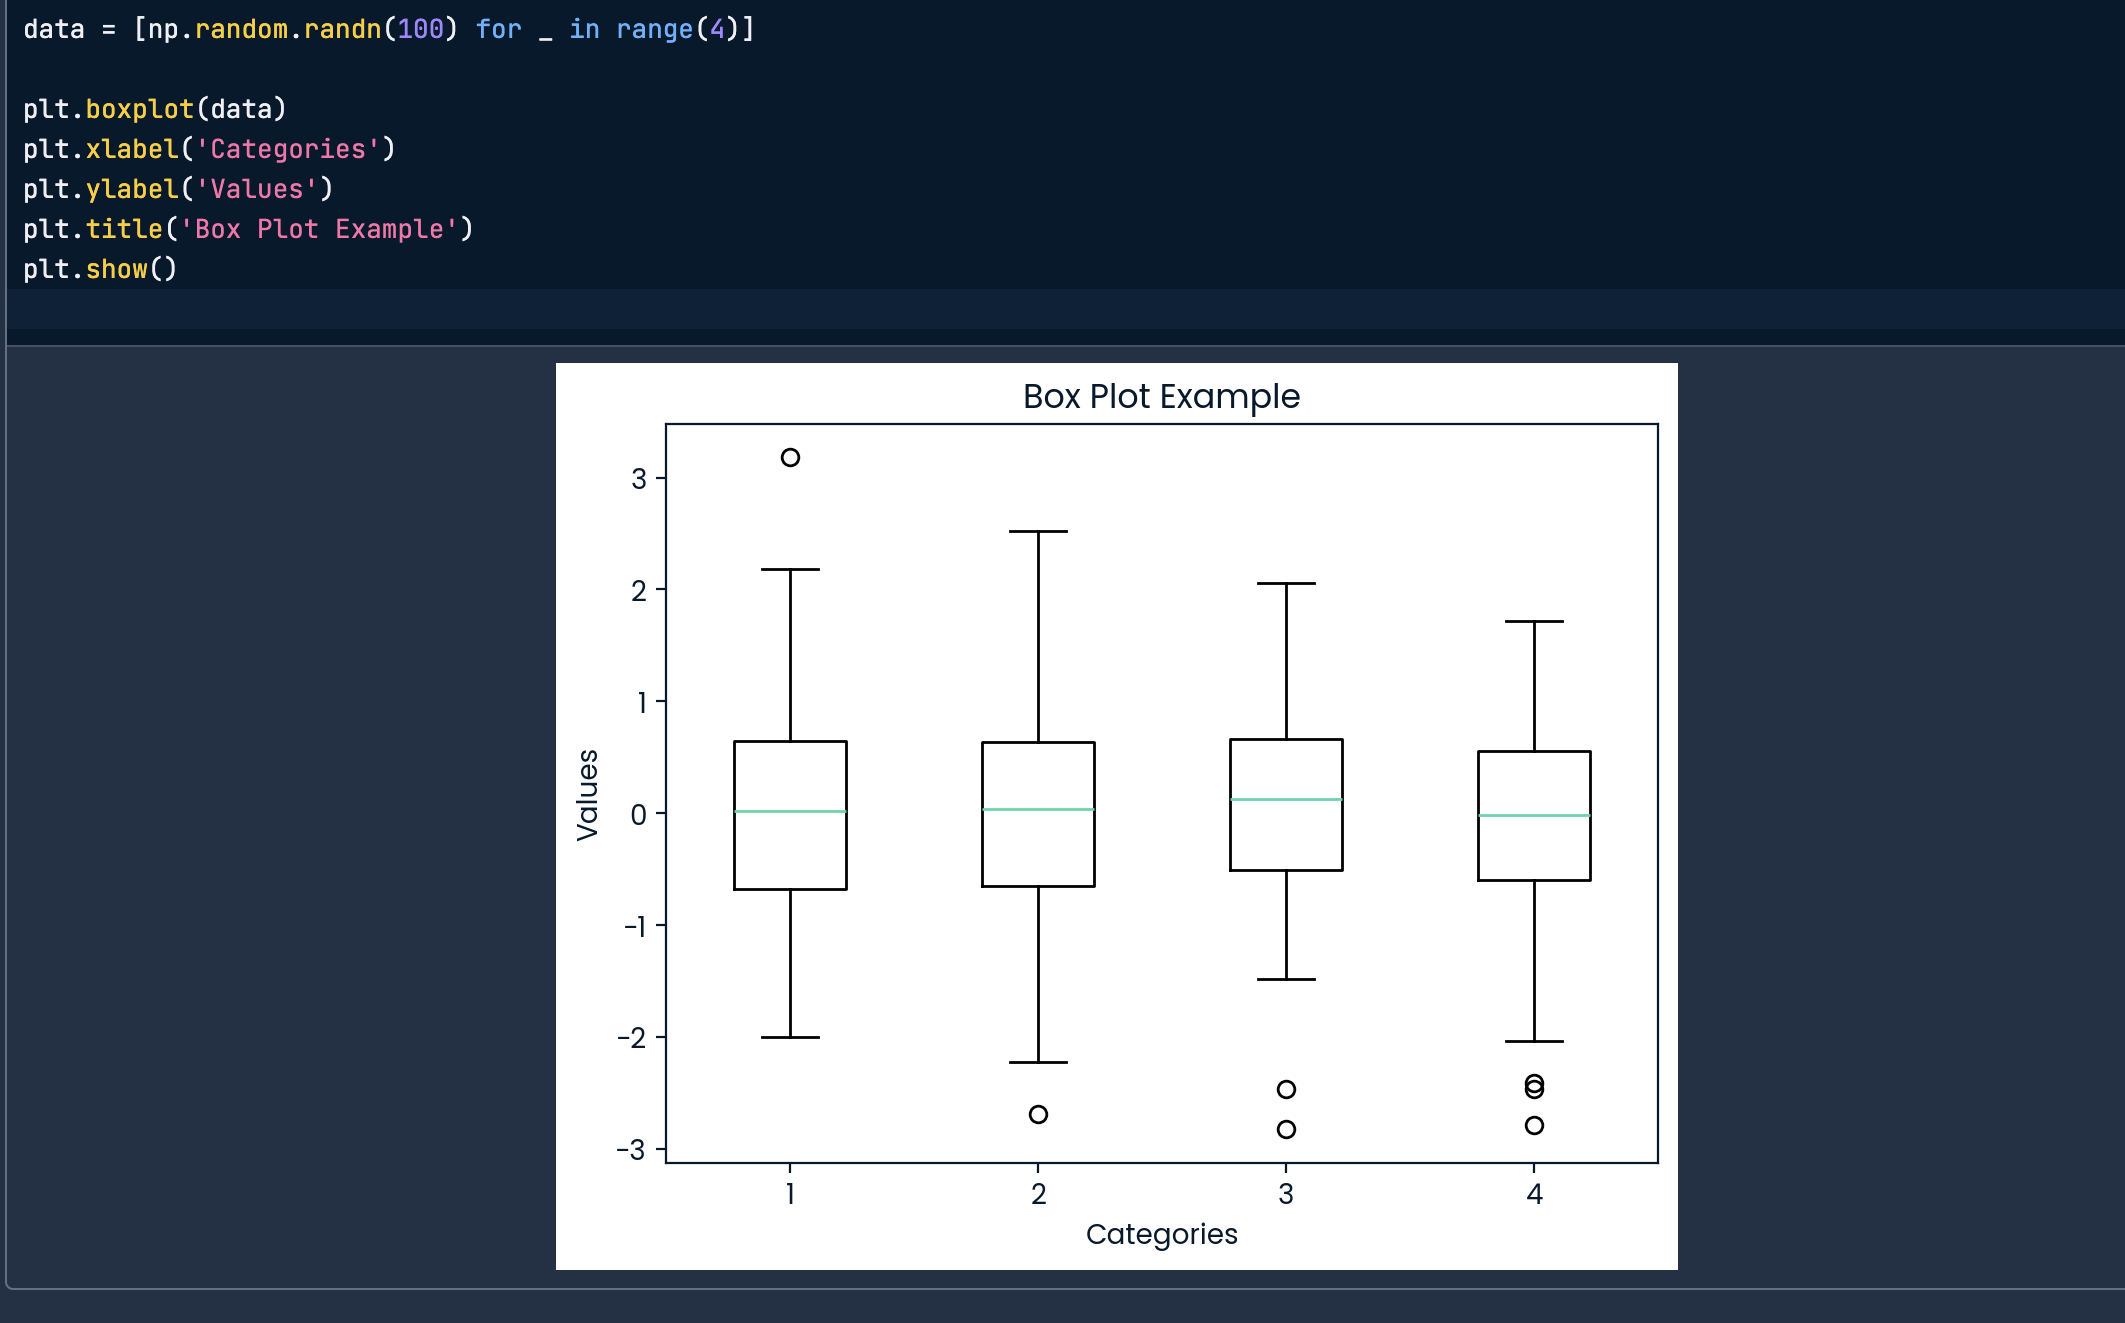 data = [np.random.randn(100) for _ in range(4)]
plt.boxplot(data)
plt.xlabel('Categories')
plt.ylabel('Values')
plt.title('Box Plot Example')
plt.show()
Box Plot Example
3
2
1
0
-1
-2
-3
Values
1 2 3 4
Categories